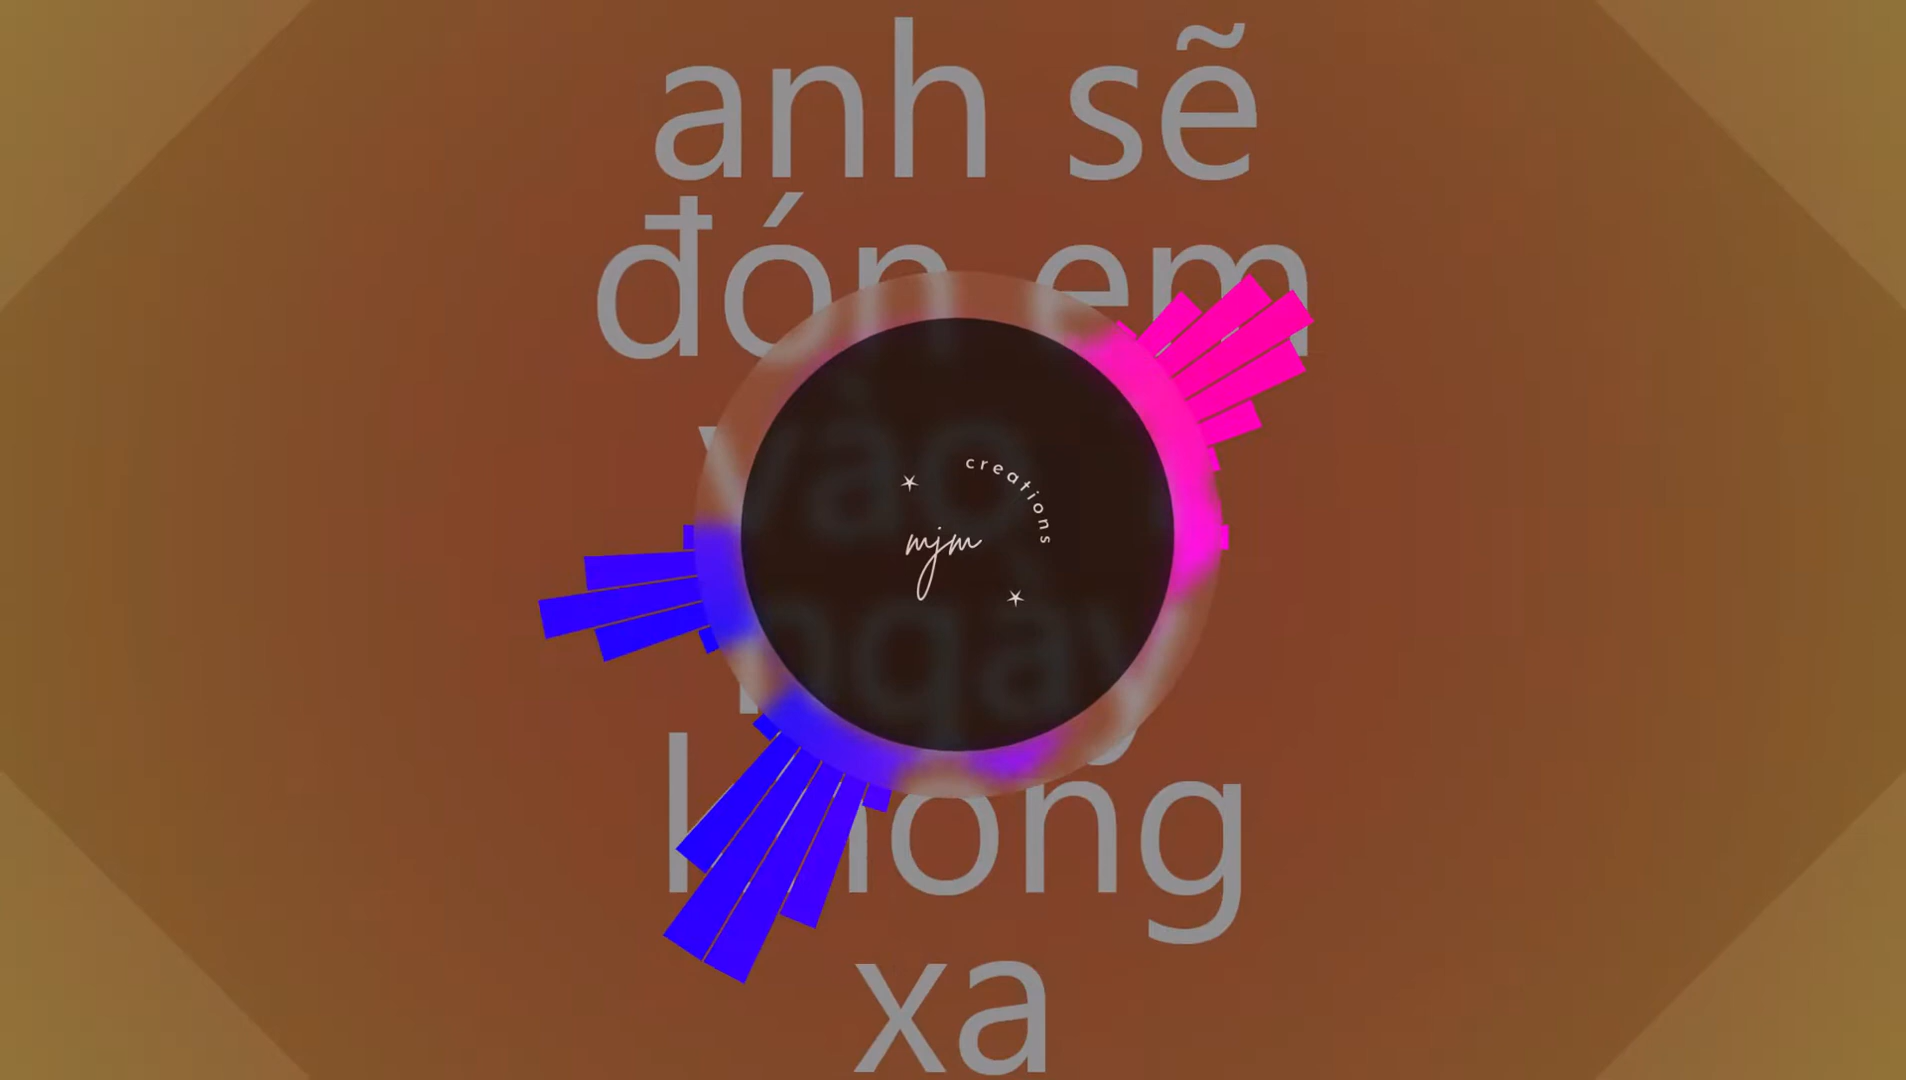 anh sẽ
đón em
vào
ngày
không
xa
creations
mjm